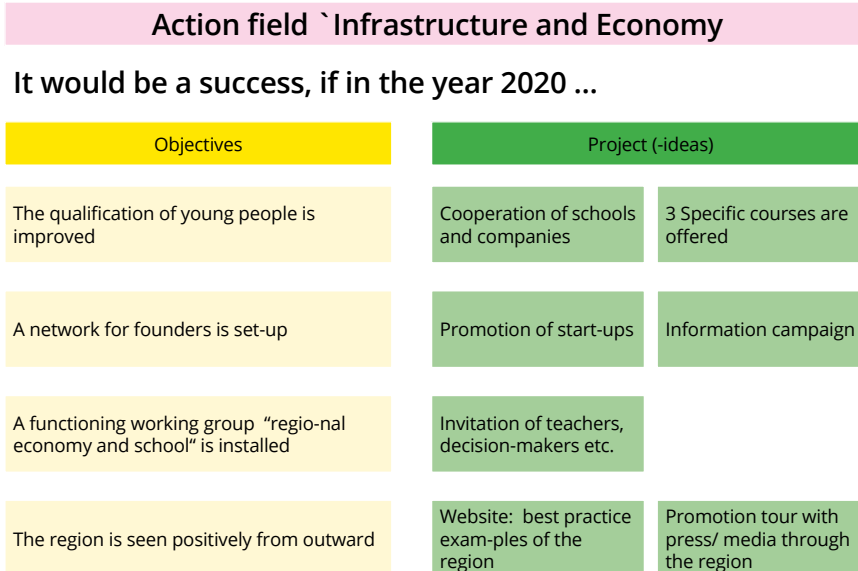 Action field `Infrastructure and Economy
It would be a success, if in the year 2020 ...
Objectives
Project (-ideas)
The qualification of young people is
improved
Cooperation of schools
and companies
3 Specific courses are
offered
A network for founders is set-up
Promotion of start-ups
Information campaign
A functioning working group “regio-nal
economy and school“ is installed
Invitation of teachers,
decision-makers etc.
The region is seen positively from outward
Website: best practice
exam-ples of the
region
Promotion tour with
press/ media through
the region